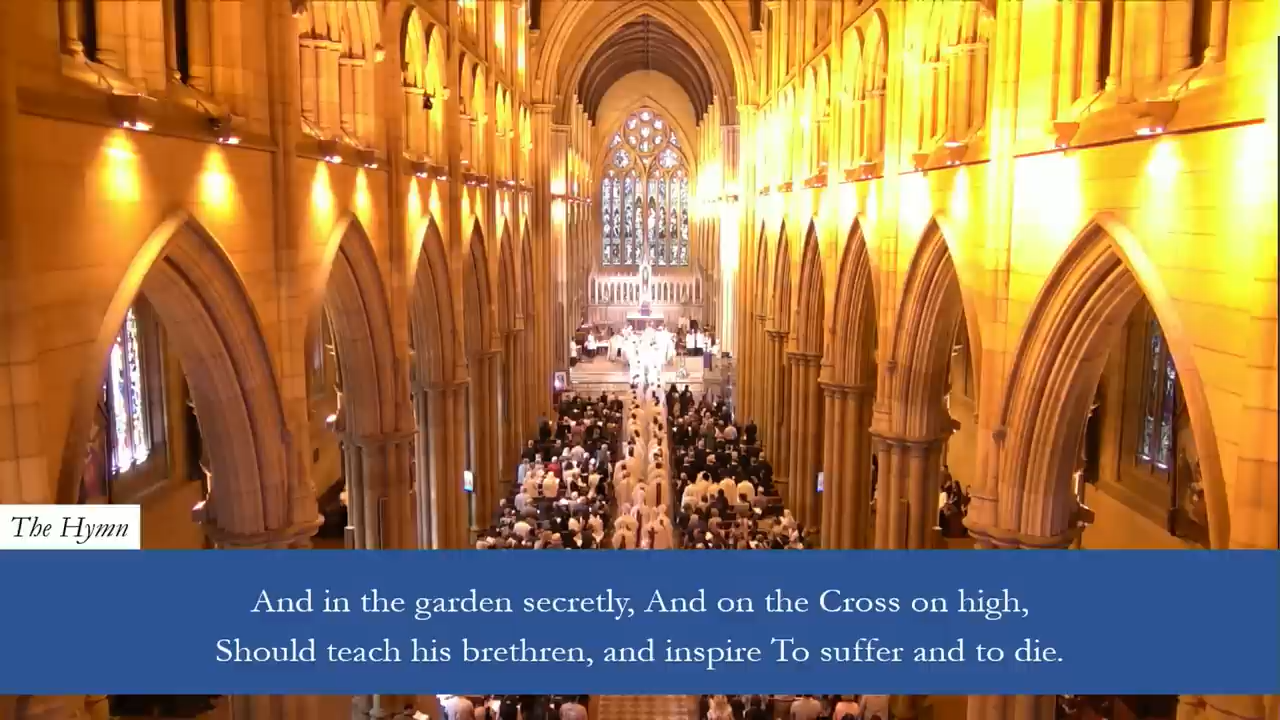 The Hymn
And in the garden secretly, And on the Cross on high,
Should teach his brethren, and inspire To suffer and to die.